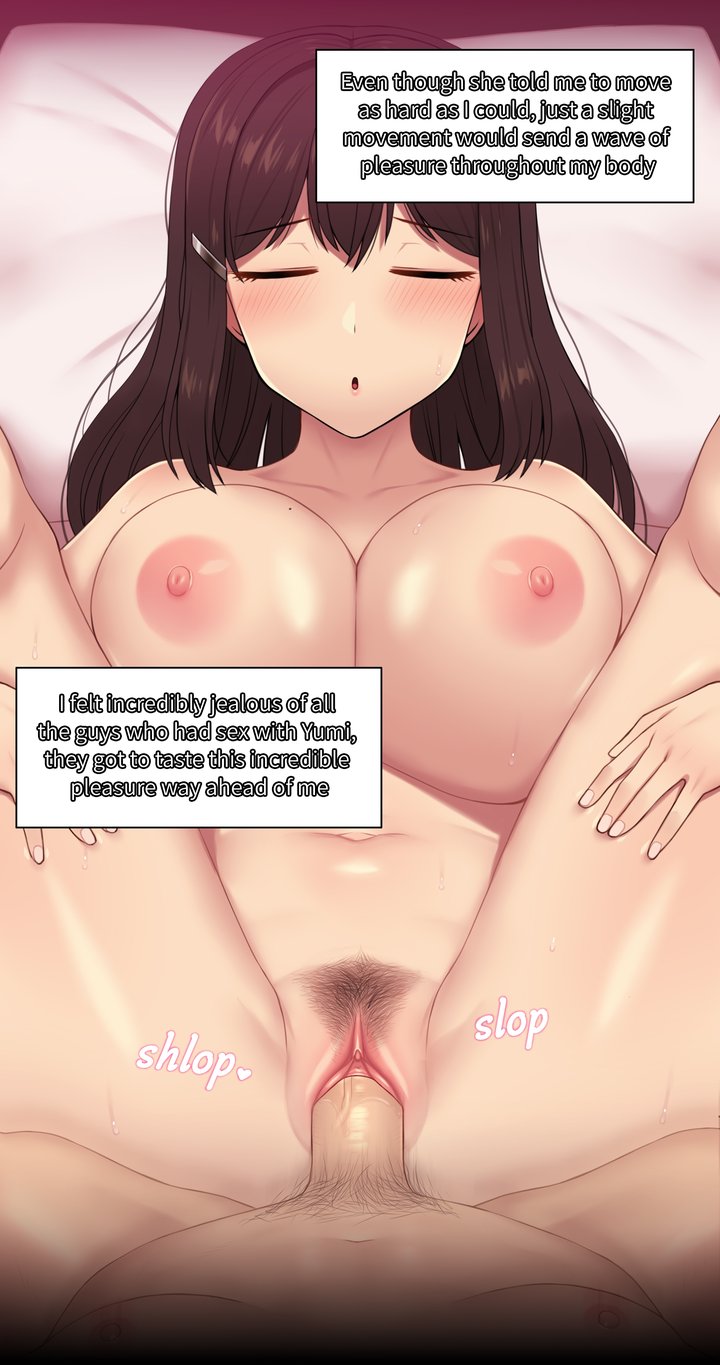 Even though she told me to move
as hard as I could, just a slight
movement would send a wave of
pleasure throughout my body
I felt incredibly jealous of all
the guys who had sex with Yumi,
they got to taste this incredible
pleasure way ahead of me
shlop♥
slop